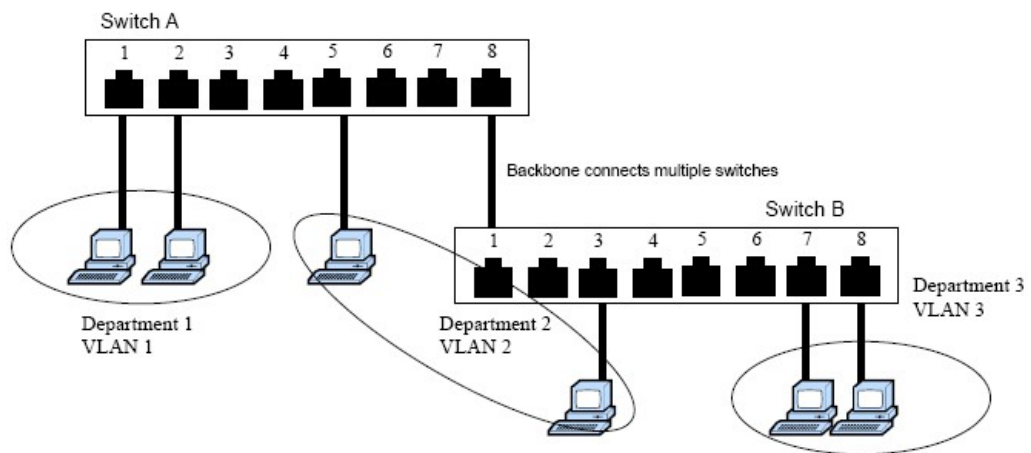 Switch A
1 2 3 4 5 6 7 8
Backbone connects multiple switches
Switch B
1 2 3 4 5 6 7 8
Department 1
VLAN 1
Department 2
VLAN 2
Department 3
VLAN 3